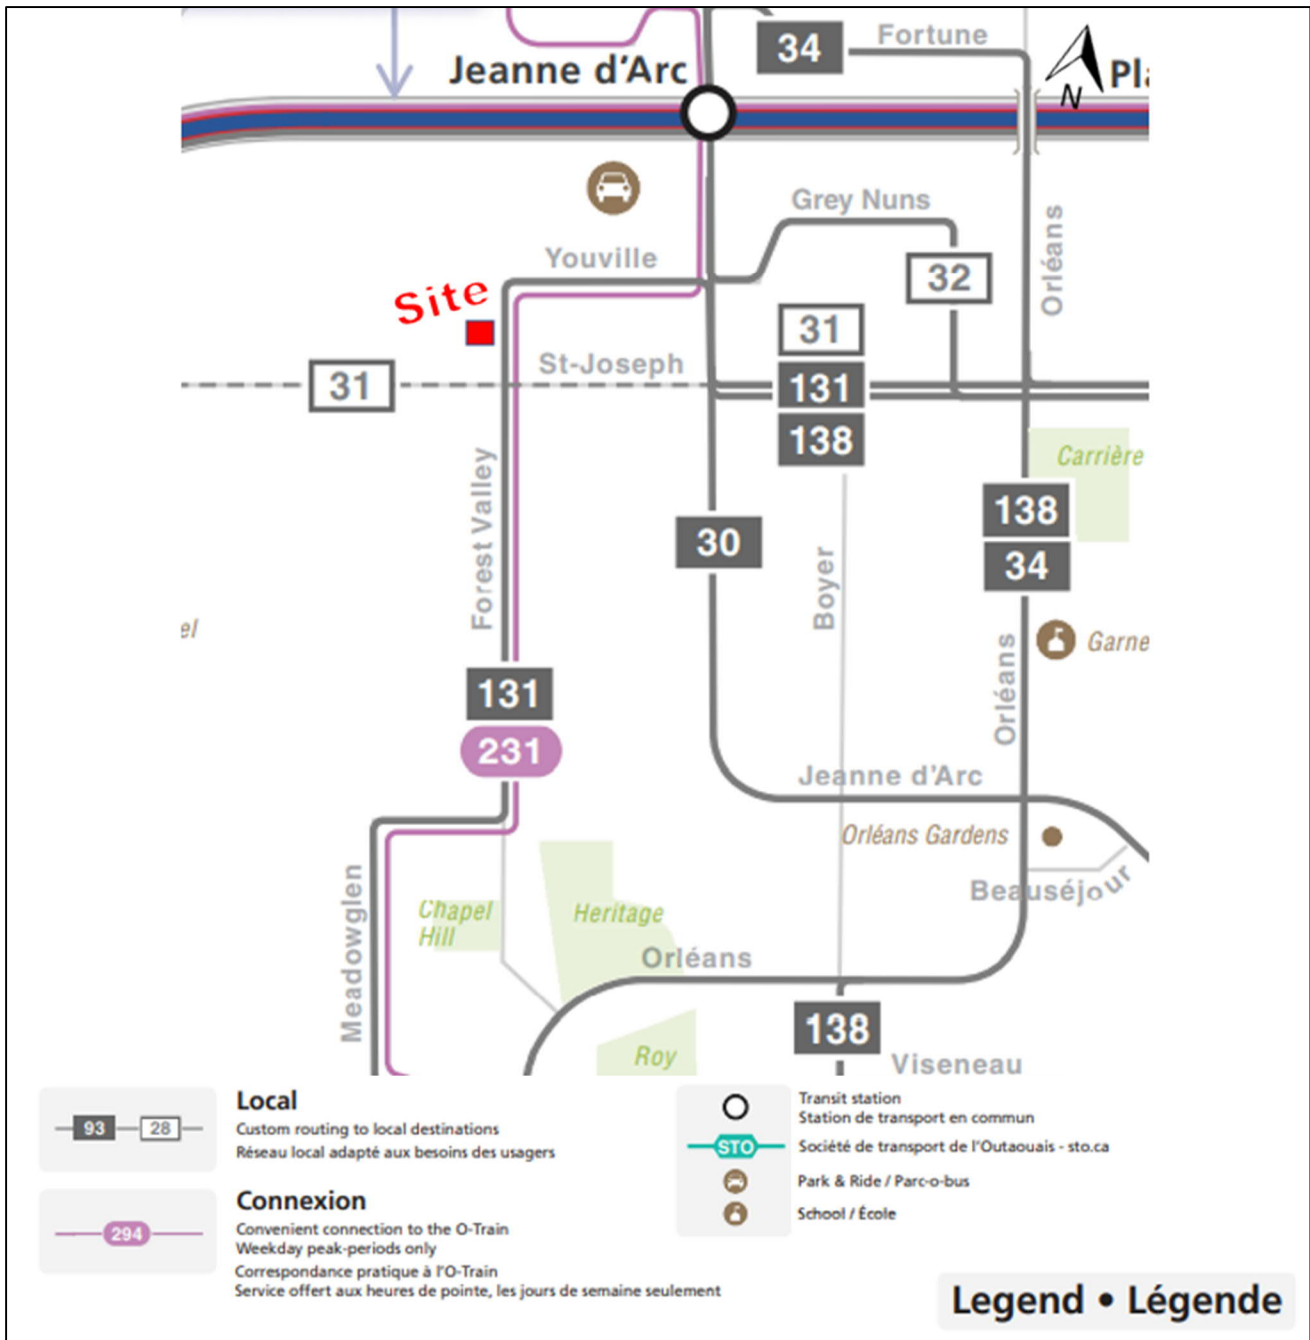 34
Fortune
Jeanne d'Arc
N
Pla
Grey Nuns
Youville
32
Orléans
Site
31
St-Joseph
31
131
138
Carrière
Forest Valley
138
30
34
Boyer
el
Garne
Orléans
131
231
Jeanne d'Arc
Orléans Gardens
Beauséjour
Meadowglen
Chapel
Hill
Heritage
Orléans
138
Roy
Viseneau
93
28
Local
Custom routing to local destinations
Réseau local adapté aux besoins des usagers
294
Connexion
Convenient connection to the O-Train
Weekday peak-periods only
Correspondance pratique à l'O-Train
Service offert aux heures de pointe, les jours de semaine seulement
Transit station
Station de transport en commun
STO
Société de transport de l'Outaouais - sto.ca
Park & Ride / Parc-o-bus
School / École
Legend • Légende